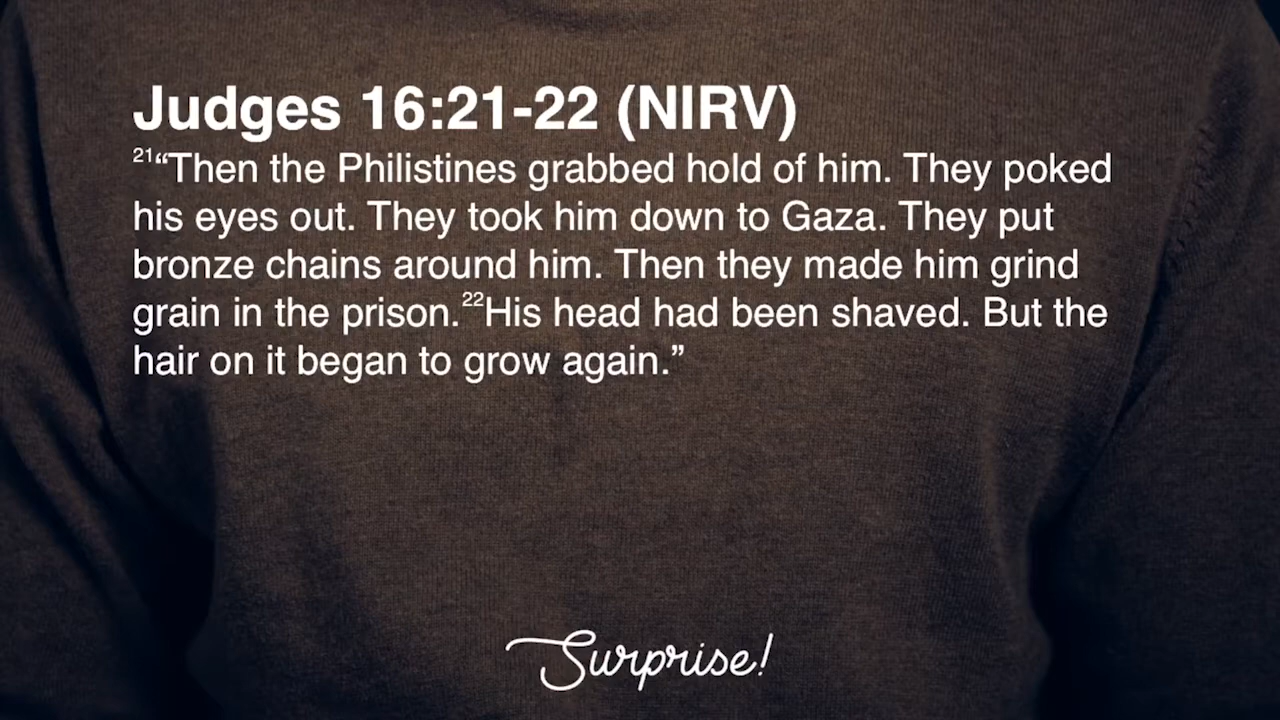 Judges 16:21-22 (NIRV)
21“Then the Philistines grabbed hold of him. They poked
his eyes out. They took him down to Gaza. They put
bronze chains around him. Then they made him grind
grain in the prison.22His head had been shaved. But the
hair on it began to grow again.”
Surprise!